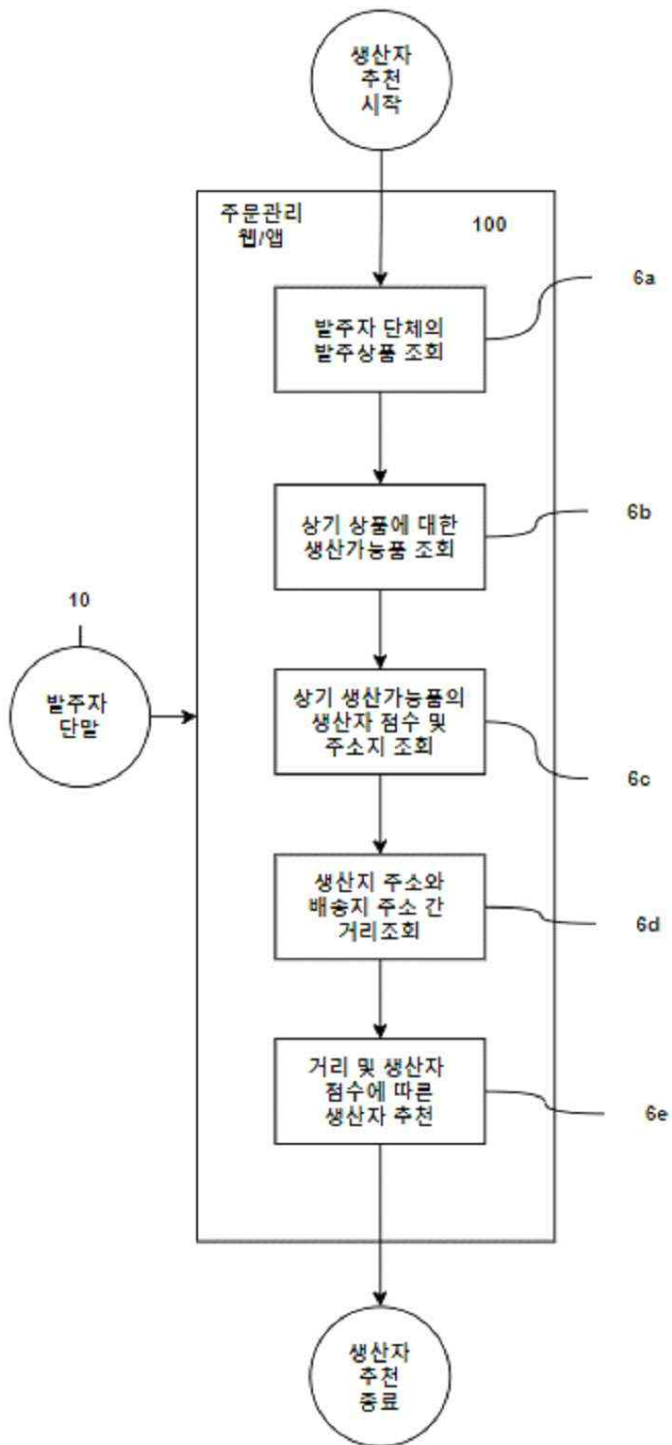 생산자
추천
시작
주문관리
웹/앱
100
6a
발주자 단체의
발주상품 조회
6b
상기 상품에 대한
생산가능품 조회
10
발주자
단말
상기 생산가능품의
생산자 점수 및
주소지 조회
6c
생산지 주소와
배송지 주소 간
거리조회
6d
거리 및 생산자
점수에 따른
생산자 추천
6e
생산자
추천
종료